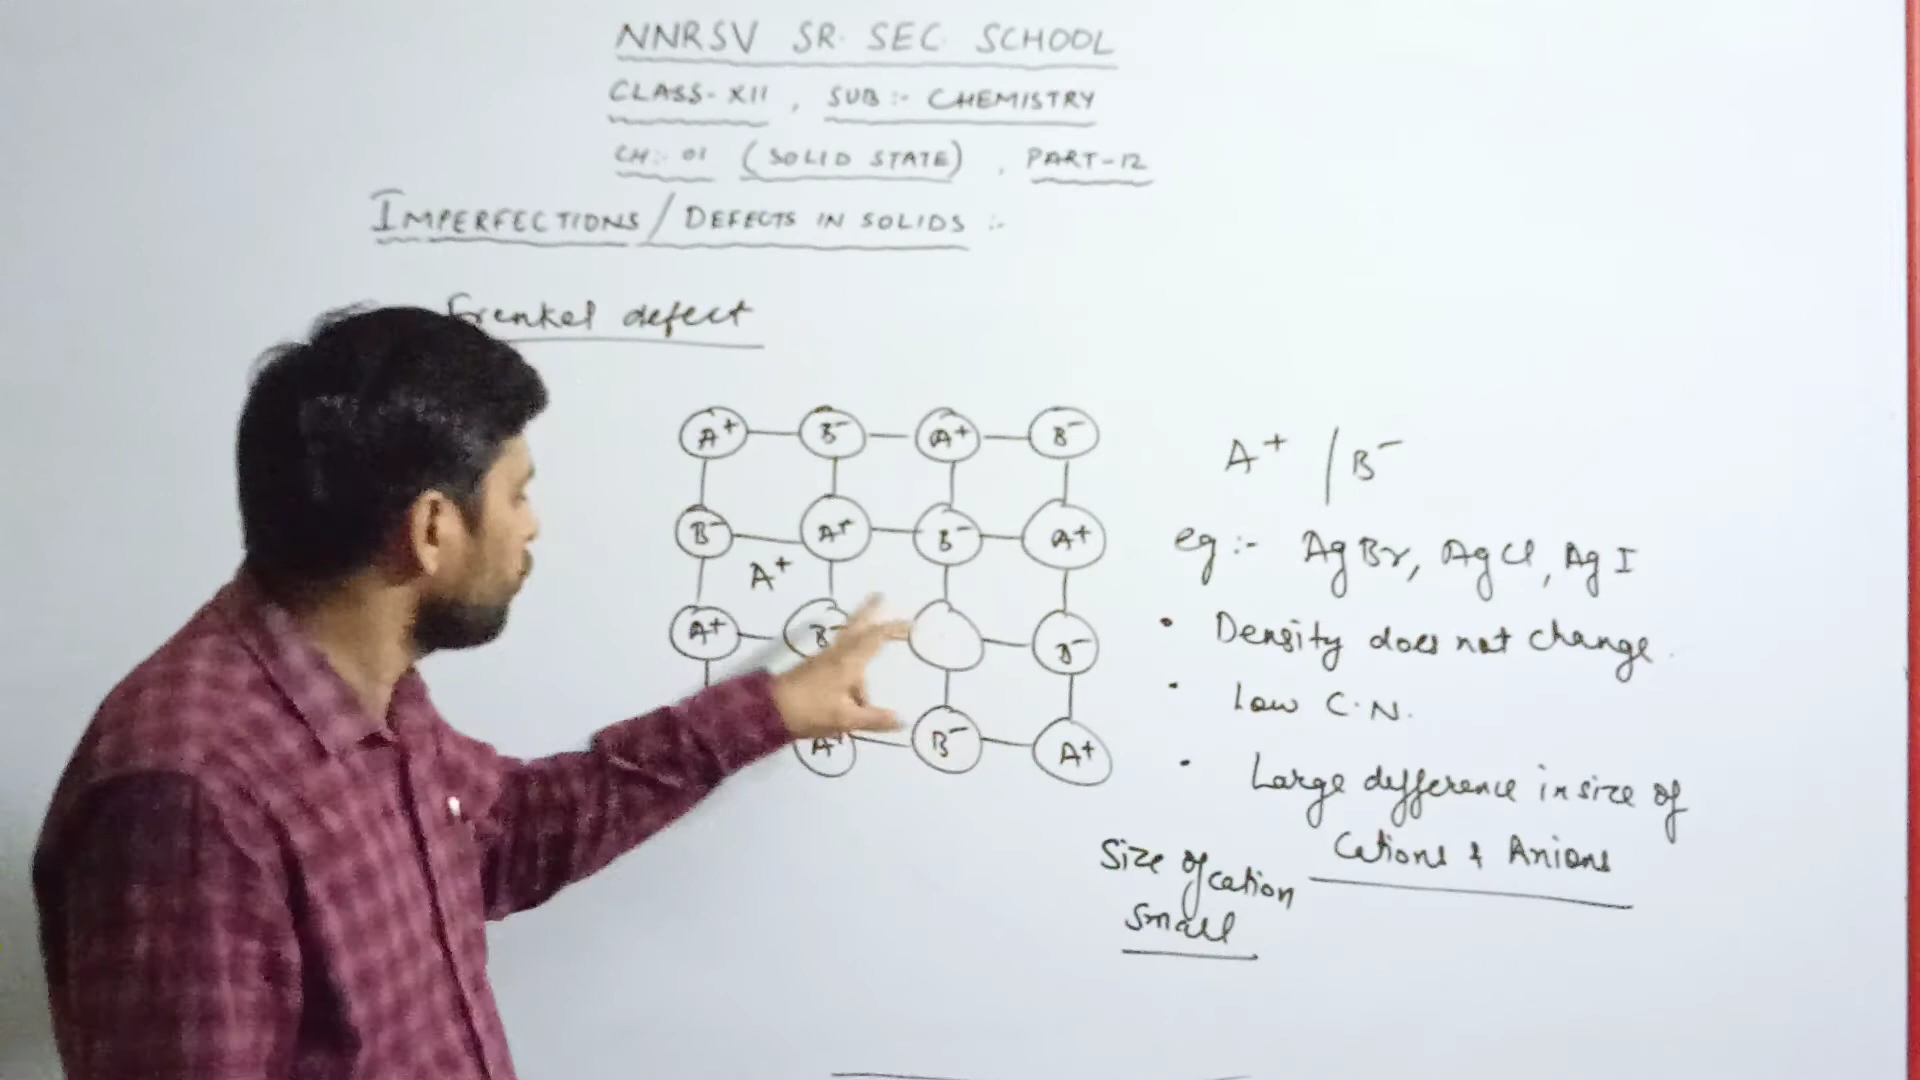 NNRSV SR. SEC. SCHOOL
CLASS-XII , SUB:- CHEMISTRY
CH:- 01 (SOLID STATE) , PART-12
IMPERFECTIONS / DEFECTS IN SOLIDS :-
Frenkel defect
A+ B- A+ B-
B- A+ B- A+
A+
A+ B- B-
A+ B- A+
A+ / B-
eg:- AgBr, AgCl, AgI
• Density does not change.
• Low C.N.
• Large difference in size of
Cations & Anions
Size of cation
small